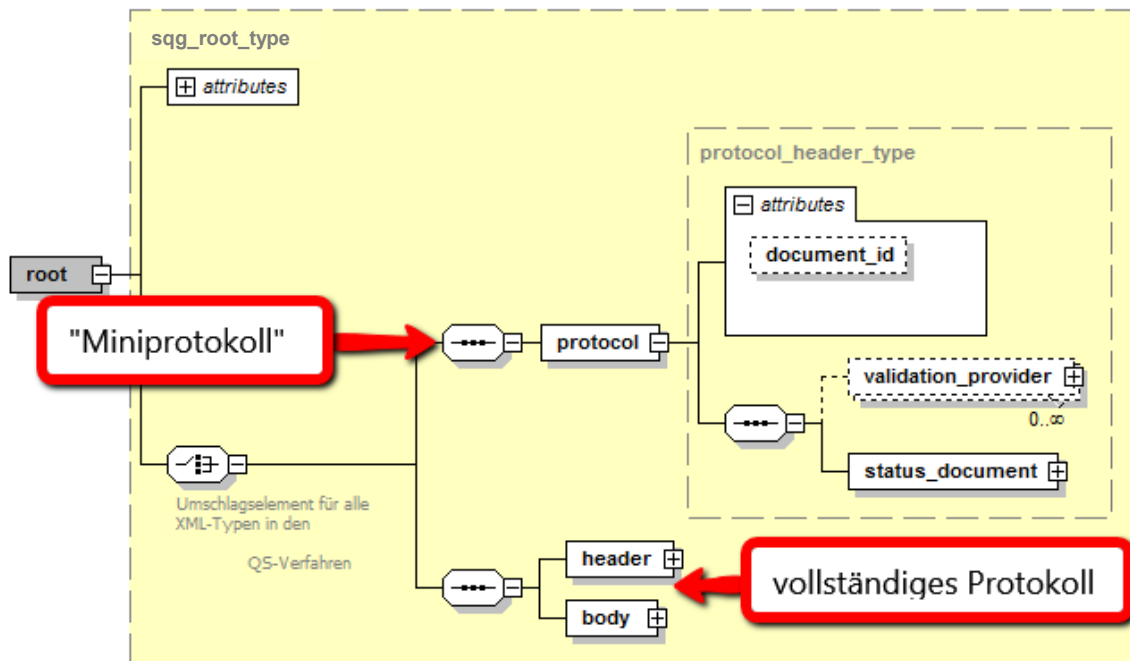 sqg_root_type
attributes
protocol_header_type
attributes
document_id
root
"Miniprotokoll"
protocol
validation_provider
0..∞
status_document
Umschlagselement für alle
XML-Typen in den
QS-Verfahren
header
body
vollständiges Protokoll